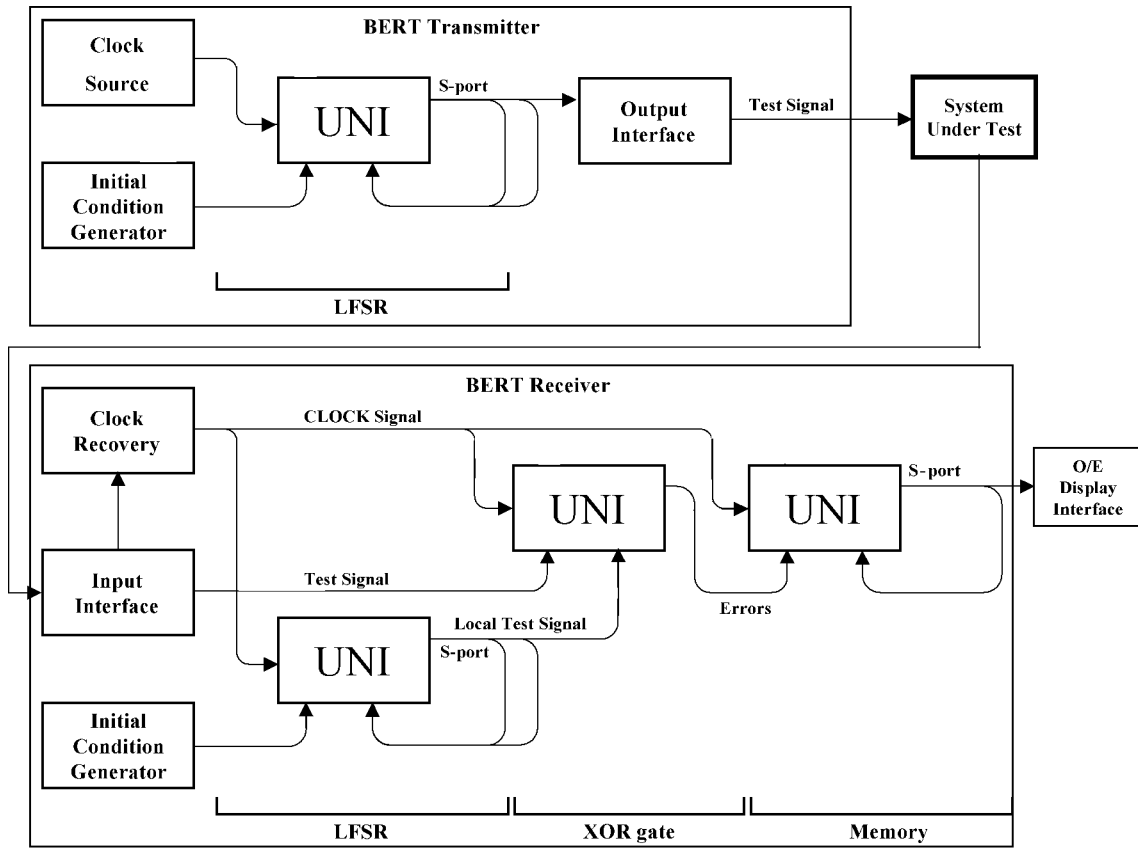 BERT Transmitter
Clock
Source
UNI
S-port
Output
Interface
Test Signal
System
Under Test
Initial
Condition
Generator
LFSR
BERT Receiver
Clock
Recovery
CLOCK Signal
UNI
UNI
S-port
O/E
Display
Interface
Input
Interface
Test Signal
Errors
Local Test Signal
UNI
S-port
Initial
Condition
Generator
LFSR
XOR gate
Memory